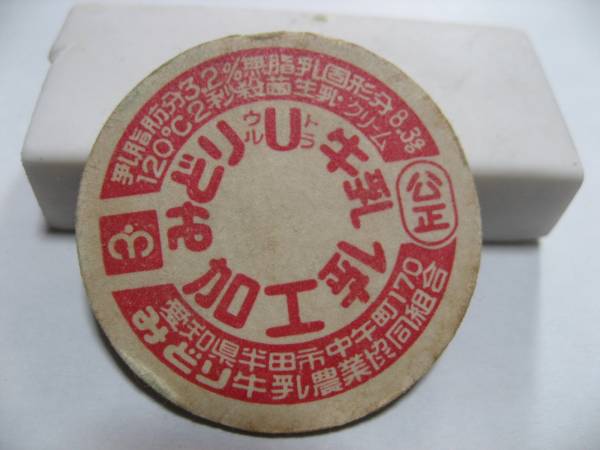 乳脂肪分3.2%無脂乳固形分8.3%
120℃・2秒殺菌生乳・クリーム
みどりウルトラU牛乳
加工
3
公正
愛知県半田市中午町170
みどり牛乳農業協同組合